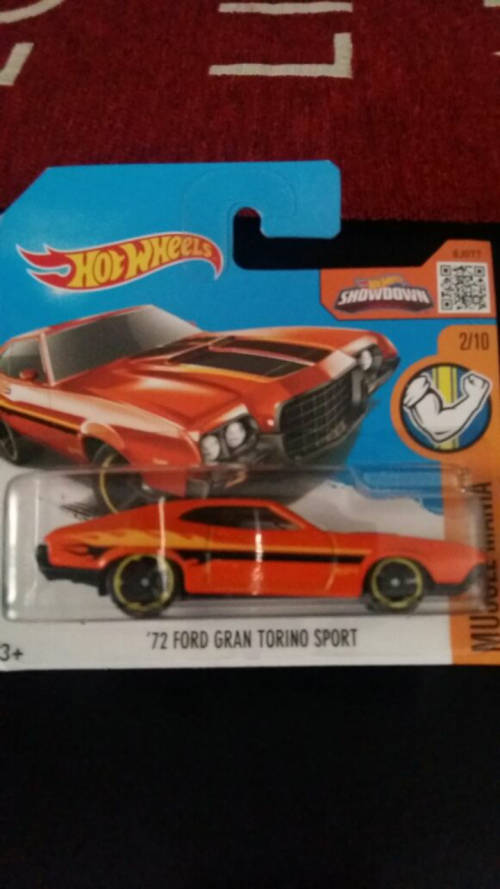 HOT WHEELS
SHOWDOWN
2/10
MUSCLE MANIA
'72 FORD GRAN TORINO SPORT
3+